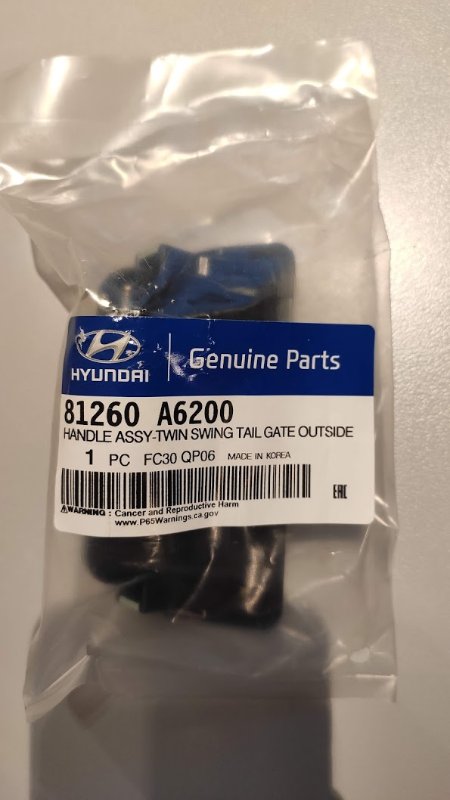 HYUNDAI
Genuine Parts
81260 A6200
HANDLE ASSY-TWIN SWING TAIL GATE OUTSIDE
1 PC FC30 QP06 MADE IN KOREA
EAC
WARNING : Cancer and Reproductive Harm
www.P65Warnings.ca.gov